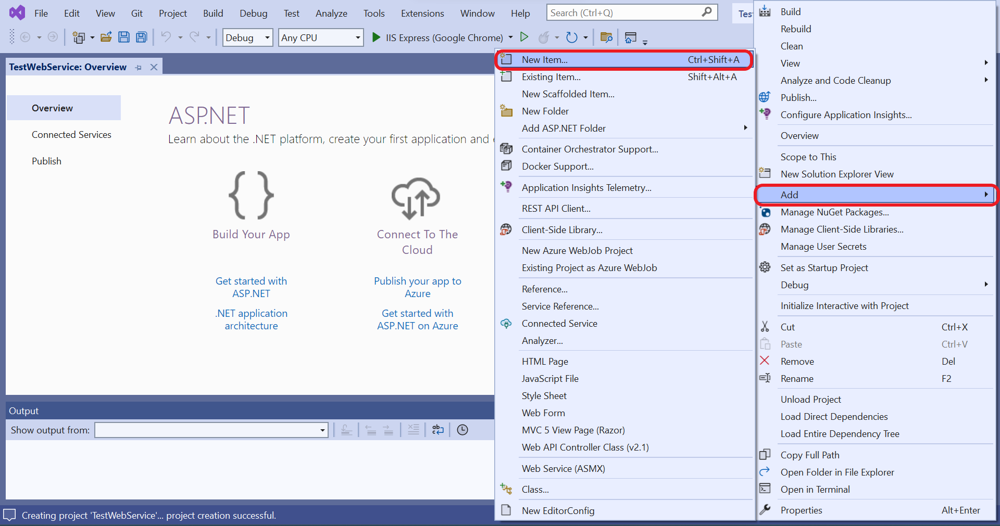 File Edit View Git Project Build Debug Test Analyze Tools Extensions Window Help Search (Ctrl+Q)
Debug Any CPU IIS Express (Google Chrome)
TestWebService: Overview
Overview
Connected Services
Publish
ASP.NET
Learn about the .NET platform, create your first application and
Build Your App
Get started with
ASP.NET
.NET application
architecture
Connect To The
Cloud
Publish your app to
Azure
Get started with
ASP.NET on Azure
Output
Show output from:
Creating project 'TestWebService'... project creation successful.
New Item... Ctrl+Shift+A
Existing Item... Shift+Alt+A
New Scaffolded Item...
New Folder
Add ASP.NET Folder
Container Orchestrator Support...
Docker Support...
Application Insights Telemetry...
REST API Client...
Client-Side Library...
New Azure WebJob Project
Existing Project as Azure WebJob
Reference...
Service Reference...
Connected Service
Analyzer...
HTML Page
JavaScript File
Style Sheet
Web Form
MVC 5 View Page (Razor)
Web API Controller Class (v2.1)
Web Service (ASMX)
Class...
New EditorConfig
Build
Rebuild
Clean
View
Analyze and Code Cleanup
Publish...
Configure Application Insights...
Overview
Scope to This
New Solution Explorer View
Add
Manage NuGet Packages...
Manage Client-Side Libraries...
Manage User Secrets
Set as Startup Project
Debug
Initialize Interactive with Project
Cut Ctrl+X
Paste Ctrl+V
Remove Del
Rename F2
Unload Project
Load Direct Dependencies
Load Entire Dependency Tree
Copy Full Path
Open Folder in File Explorer
Open in Terminal
Properties Alt+Enter